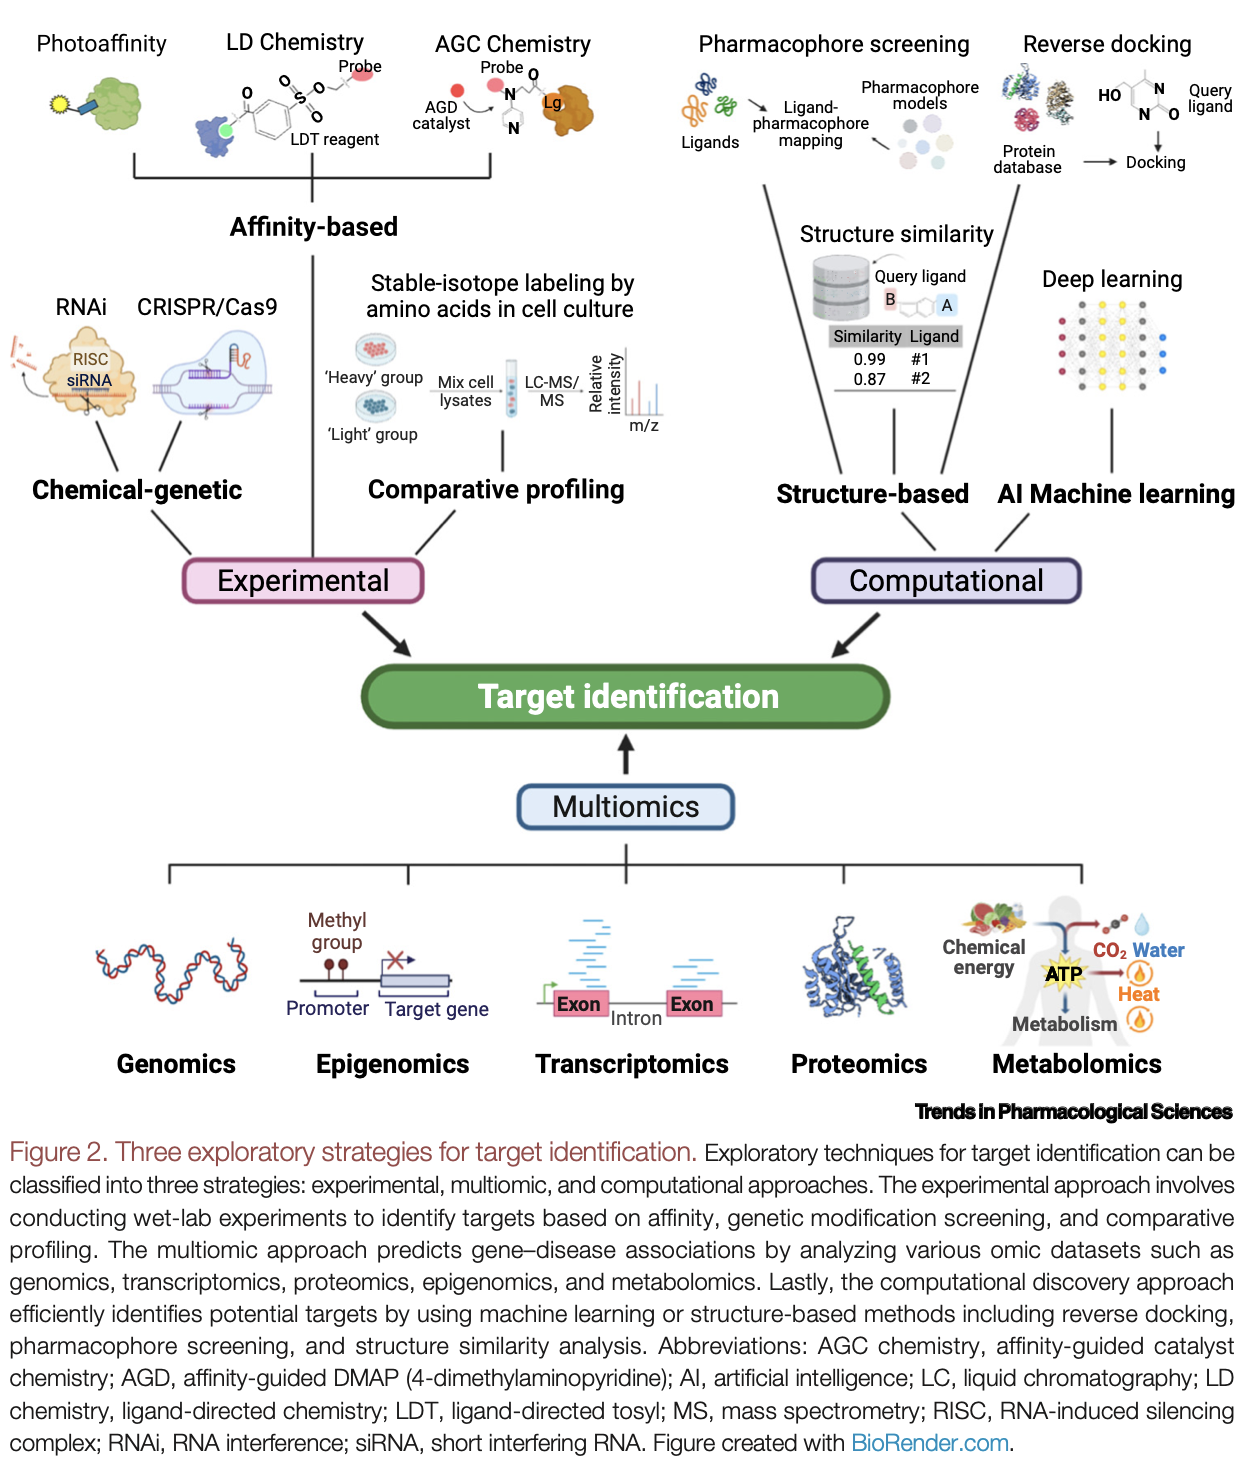 Photoaffinity
LD Chemistry
Probe
O
O
O
S
O
LDT reagent
AGC Chemistry
Probe
O
N
Lg
N
AGD
catalyst
Affinity-based
Pharmacophore screening
Ligands
Ligand-
pharmacophore
mapping
Pharmacophore
models
Reverse docking
HO
N
N
O
Query
ligand
Protein
database
Docking
RNAi
RISC
siRNA
CRISPR/Cas9
Chemical-genetic
Stable-isotope labeling by
amino acids in cell culture
‘Heavy’ group
‘Light’ group
Mix cell
lysates
LC-MS/
MS
Relative
intensity
m/z
Comparative profiling
Structure similarity
Query ligand
B
A
Similarity Ligand
0.99 #1
0.87 #2
Structure-based
Deep learning
AI Machine learning
Experimental
Computational
Target identification
Multiomics
Genomics
Methyl
group
Promoter
Target gene
Epigenomics
Exon
Intron
Exon
Transcriptomics
Proteomics
Chemical
energy
CO₂ Water
ATP
Heat
Metabolism
Metabolomics
Trends in Pharmacological Sciences
Figure 2. Three exploratory strategies for target identification. Exploratory techniques for target identification can be
classified into three strategies: experimental, multiomic, and computational approaches. The experimental approach involves
conducting wet-lab experiments to identify targets based on affinity, genetic modification screening, and comparative
profiling. The multiomic approach predicts gene–disease associations by analyzing various omic datasets such as
genomics, transcriptomics, proteomics, epigenomics, and metabolomics. Lastly, the computational discovery approach
efficiently identifies potential targets by using machine learning or structure-based methods including reverse docking,
pharmacophore screening, and structure similarity analysis. Abbreviations: AGC chemistry, affinity-guided catalyst
chemistry; AGD, affinity-guided DMAP (4-dimethylaminopyridine); AI, artificial intelligence; LC, liquid chromatography; LD
chemistry, ligand-directed chemistry; LDT, ligand-directed tosyl; MS, mass spectrometry; RISC, RNA-induced silencing
complex; RNAi, RNA interference; siRNA, short interfering RNA. Figure created with BioRender.com.